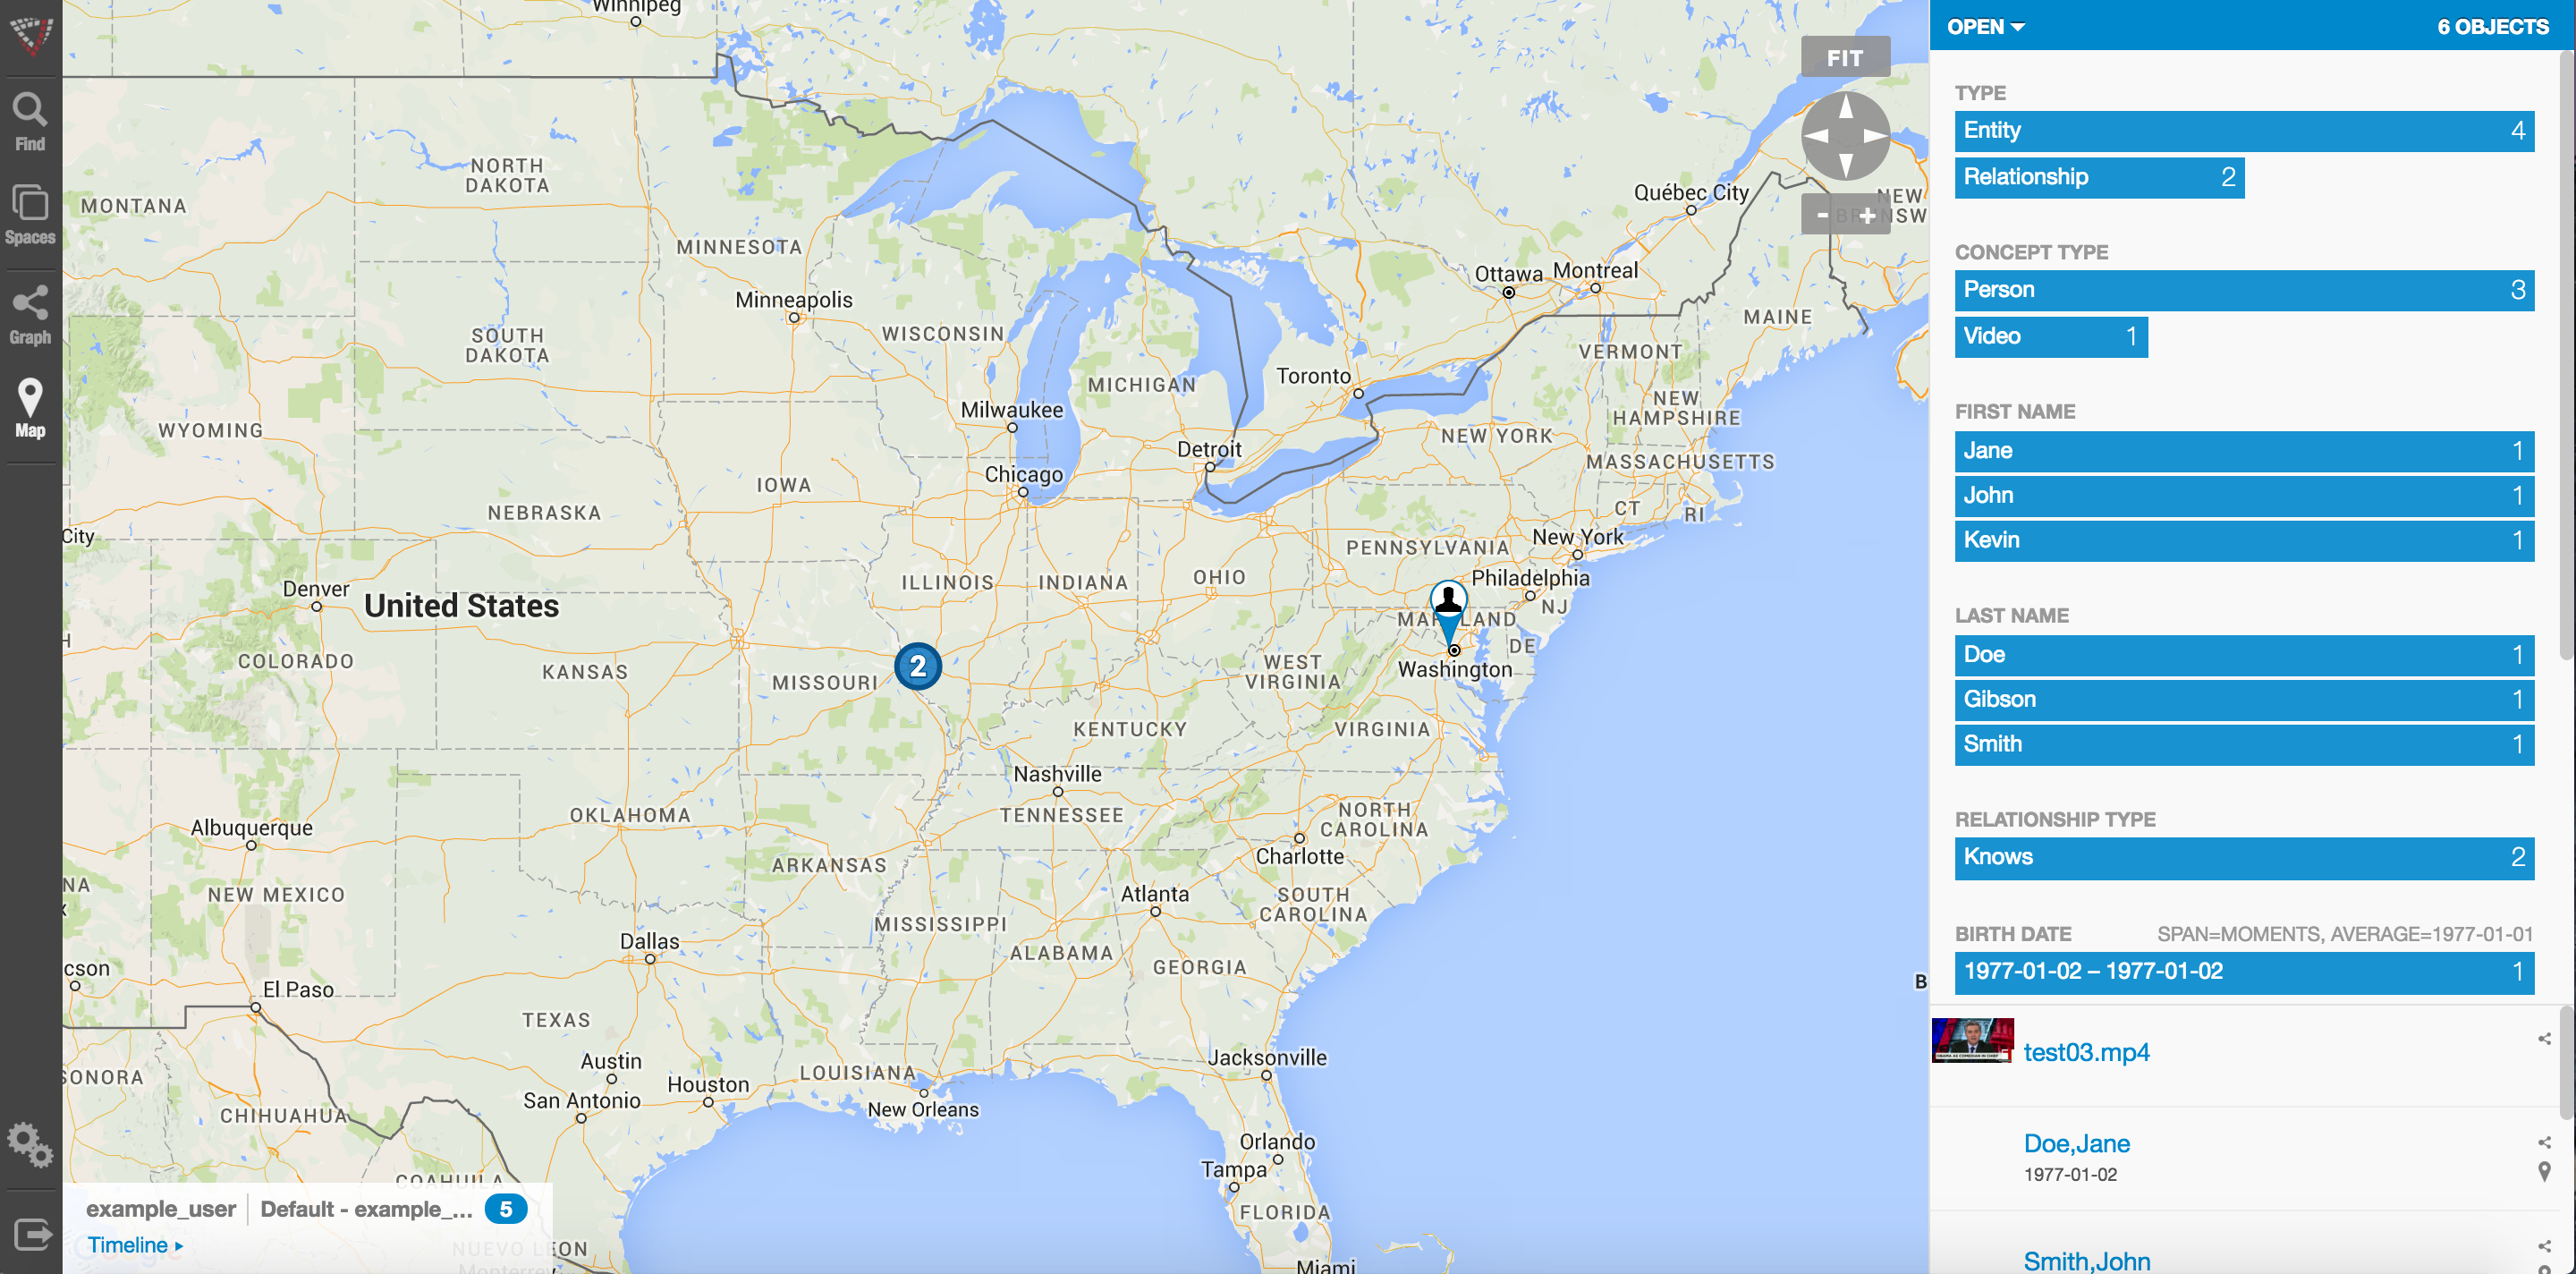 Find
Spaces
Graph
Map
Winnipeg
NORTH
DAKOTA
MONTANA
MINNESOTA
Minneapolis
SOUTH
DAKOTA
WISCONSIN
WYOMING
Milwaukee
MICHIGAN
Chicago
Detroit
Toronto
Ottawa
Montreal
Québec City
NEW
MAINE
VERMONT
NEW
HAMPSHIRE
NEW YORK
MASSACHUSETTS
CT
RI
IOWA
NEBRASKA
City
PENNSYLVANIA
New York
Philadelphia
NJ
ILLINOIS
INDIANA
OHIO
Denver
United States
MARYLAND
DE
Washington
COLORADO
KANSAS
MISSOURI
2
WEST
VIRGINIA
KENTUCKY
VIRGINIA
Nashville
TENNESSEE
NORTH
CAROLINA
Charlotte
OKLAHOMA
Albuquerque
NEW MEXICO
NA
ARKANSAS
Atlanta
SOUTH
CAROLINA
MISSISSIPPI
ALABAMA
GEORGIA
Dallas
cson
El Paso
TEXAS
Austin
Houston
San Antonio
LOUISIANA
New Orleans
Jacksonville
SONORA
CHIHUAHUA
COAHUILA
NUEVO LEON
Monterrey
Orlando
Tampa
FLORIDA
Miami
B
FIT
- +
example_user
Default - example_...
5
Timeline
OPEN
6 OBJECTS
TYPE
Entity 4
Relationship 2
CONCEPT TYPE
Person 3
Video 1
FIRST NAME
Jane 1
John 1
Kevin 1
LAST NAME
Doe 1
Gibson 1
Smith 1
RELATIONSHIP TYPE
Knows 2
BIRTH DATE SPAN=MOMENTS, AVERAGE=1977-01-01
1977-01-02 – 1977-01-02 1
test03.mp4
Doe,Jane
1977-01-02
Smith,John